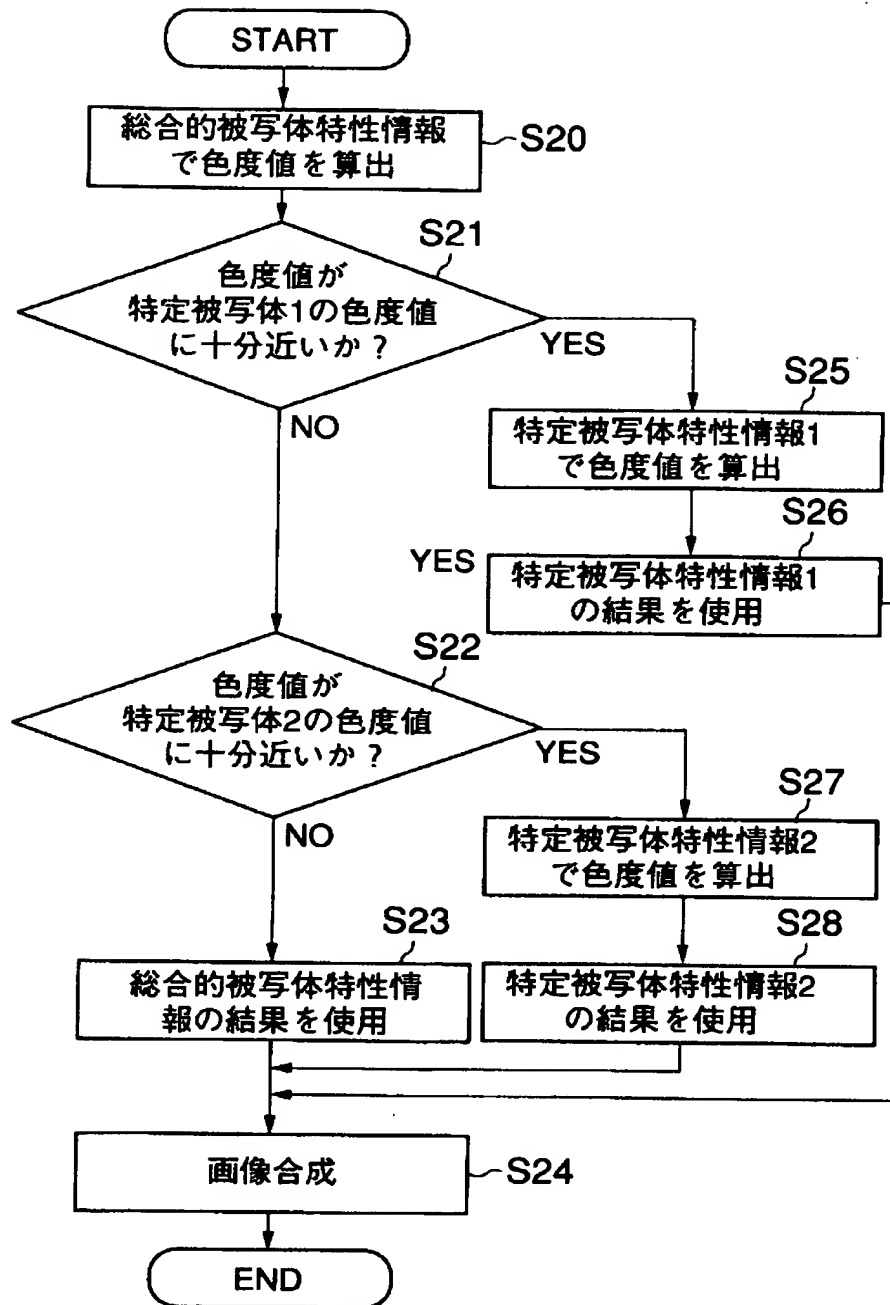 START
総合的被写体特性情報
で色度値を算出
S20
S21
色度値が
特定被写体1の色度値
に十分近いか？
YES
NO
S25
特定被写体特性情報1
で色度値を算出
S26
YES
特定被写体特性情報1
の結果を使用
S22
色度値が
特定被写体2の色度値
に十分近いか？
YES
NO
S27
特定被写体特性情報2
で色度値を算出
S23
総合的被写体特性情
報の結果を使用
S28
特定被写体特性情報2
の結果を使用
画像合成
S24
END